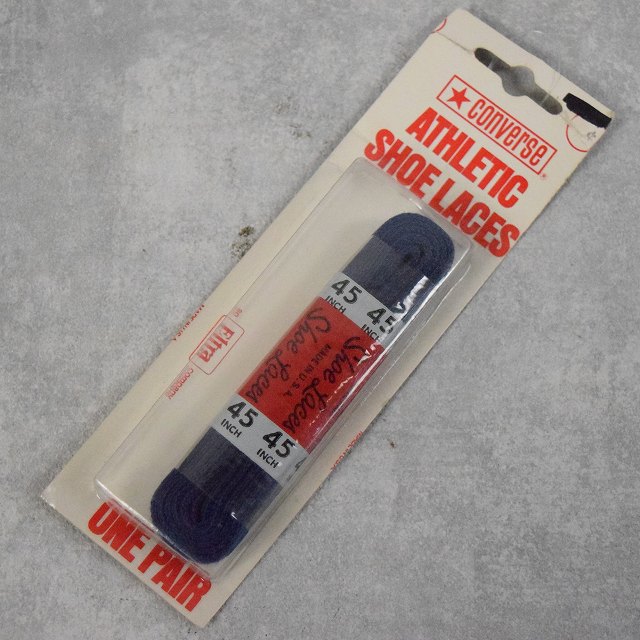 ★ converse®
ATHLETIC
SHOE LACES
45 45
INCH INCH
Shoe Laces
Shoe Laces
MADE IN U.S.A.
45 45
INCH INCH
Eltra
COMPANY
ONE PAIR